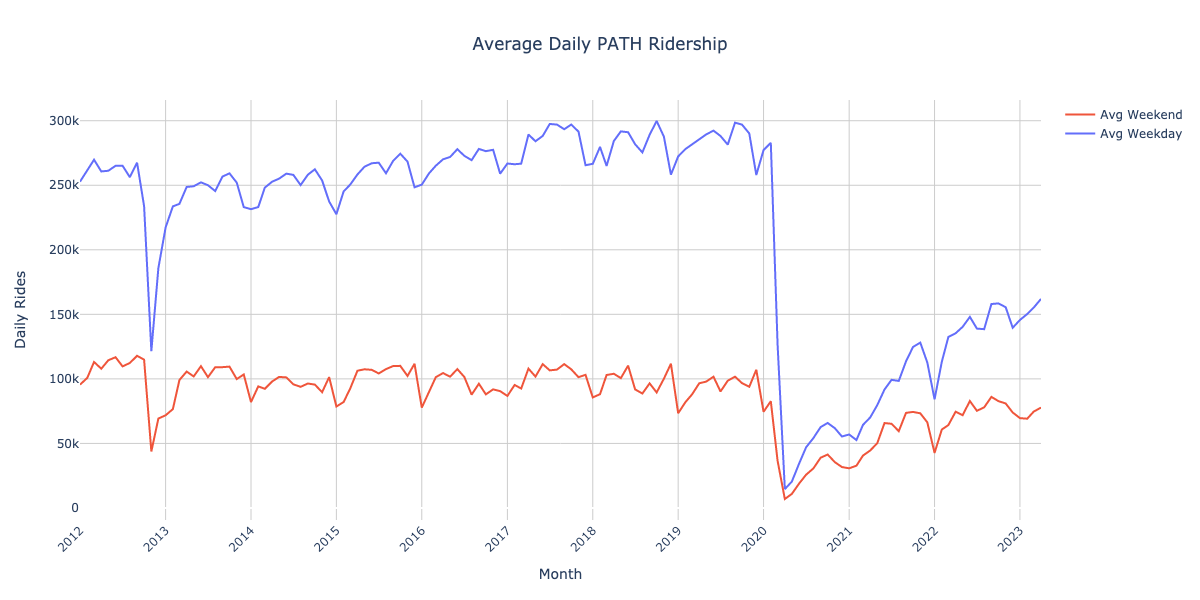 Average Daily PATH Ridership
Avg Weekend
Avg Weekday
Daily Rides
300k
250k
200k
150k
100k
50k
0
2012
2013
2014
2015
2016
2017
2018
2019
2020
2021
2022
2023
Month